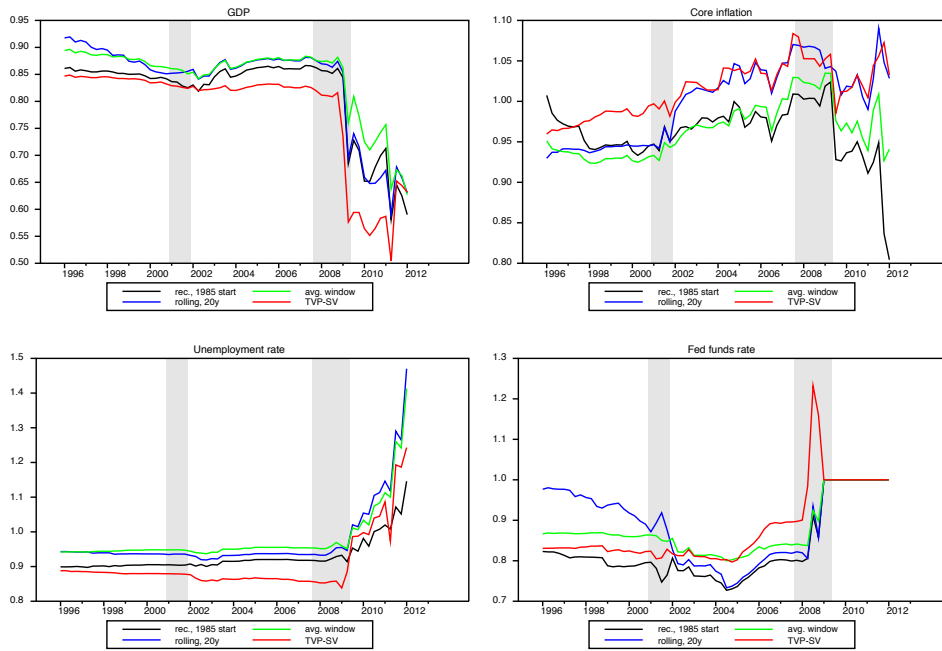 GDP
0.95
0.90
0.85
0.80
0.75
0.70
0.65
0.60
0.55
0.50
1996 1998 2000 2002 2004 2006 2008 2010 2012
rec., 1985 start avg. window
rolling, 20y TVP-SV
Core inflation
1.10
1.05
1.00
0.95
0.90
0.85
0.80
1996 1998 2000 2002 2004 2006 2008 2010 2012
rec., 1985 start avg. window
rolling, 20y TVP-SV
Unemployment rate
1.5
1.4
1.3
1.2
1.1
1.0
0.9
0.8
1996 1998 2000 2002 2004 2006 2008 2010 2012
rec., 1985 start avg. window
rolling, 20y TVP-SV
Fed funds rate
1.3
1.2
1.1
1.0
0.9
0.8
0.7
1996 1998 2000 2002 2004 2006 2008 2010 2012
rec., 1985 start avg. window
rolling, 20y TVP-SV